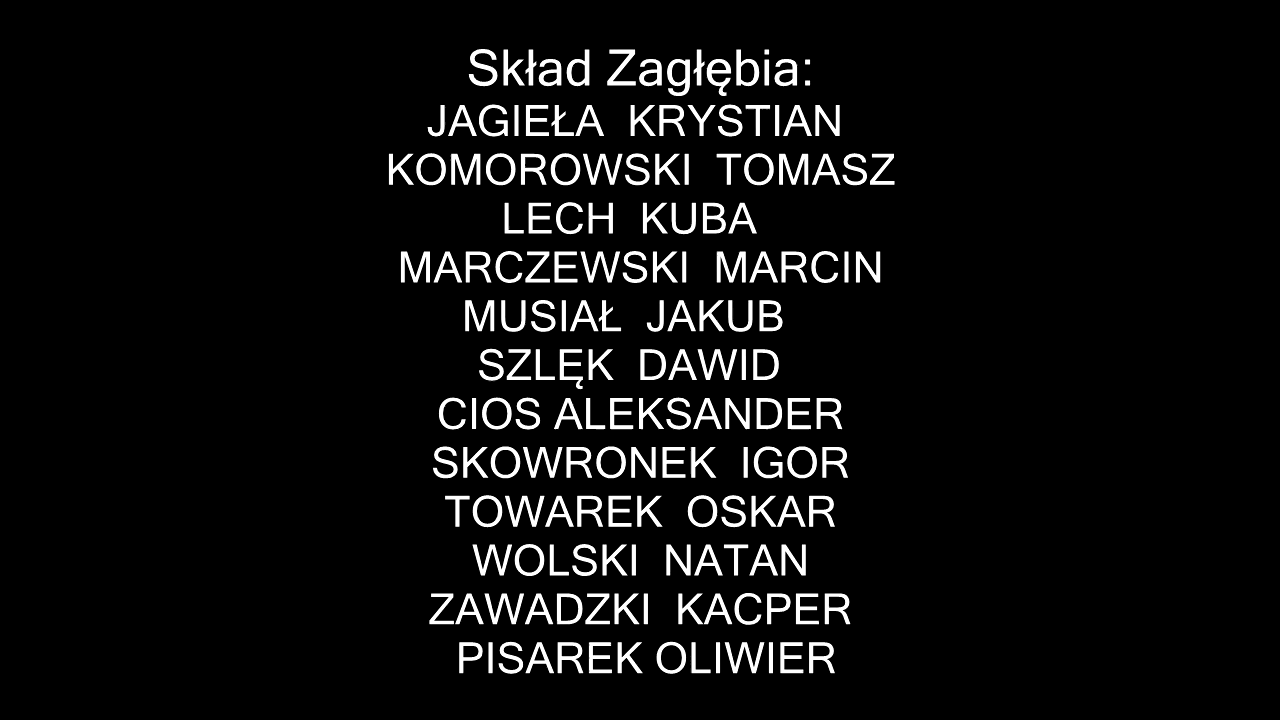 Skład Zagłębia:
JAGIEŁA KRYSTIAN
KOMOROWSKI TOMASZ
LECH KUBA
MARCZEWSKI MARCIN
MUSIAŁ JAKUB
SZLĘK DAWID
CIOS ALEKSANDER
SKOWRONEK IGOR
TOWAREK OSKAR
WOLSKI NATAN
ZAWADZKI KACPER
PISAREK OLIWIER